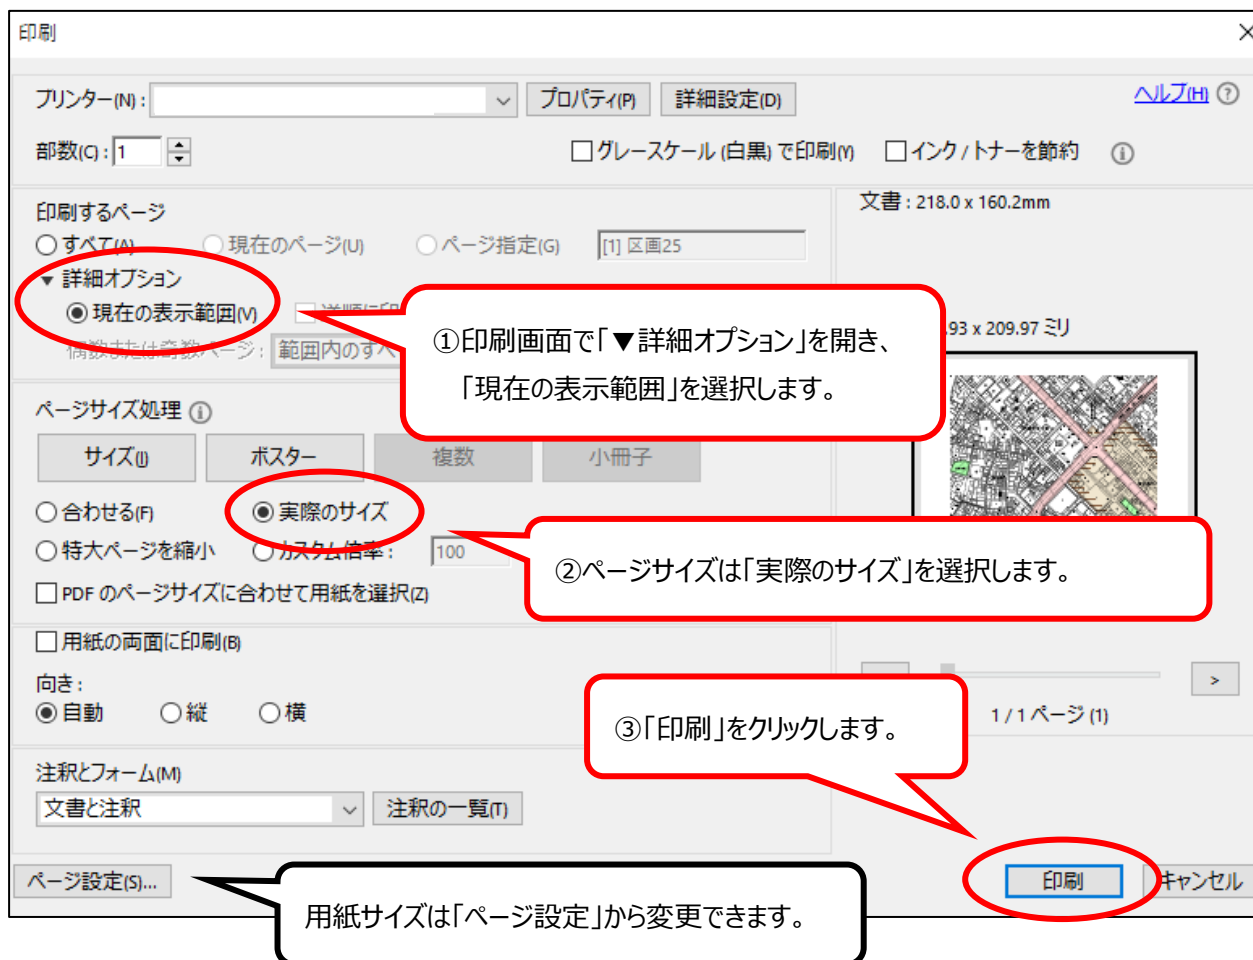 印刷
プリンター(N) : プロパティ(P) 詳細設定(D) ヘルプ(H)
部数(C) : 1 グレースケール (白黒) で印刷(Y) インク / トナーを節約
印刷するページ
すべて(A) 現在のページ(U) ページ指定(G) [1] 区画25
▼ 詳細オプション
現在の表示範囲(V)
偶数または奇数ページ : 範囲内のすべ
文書 : 218.0 x 160.2mm
.93 x 209.97 ミリ
①印刷画面で「▼詳細オプション」を開き、
「現在の表示範囲」を選択します。
ページサイズ処理
サイズ(I) ポスター 複数 小冊子
合わせる(F) 実際のサイズ
特大ページを縮小 カスタム倍率 : 100
PDF のページサイズに合わせて用紙を選択(Z)
②ページサイズは「実際のサイズ」を選択します。
用紙の両面に印刷(B)
向き :
自動 縦 横
>
1 / 1 ページ (1)
③「印刷」をクリックします。
注釈とフォーム(M)
文書と注釈 注釈の一覧(T)
ページ設定(S)... 印刷 キャンセル
用紙サイズは「ページ設定」から変更できます。